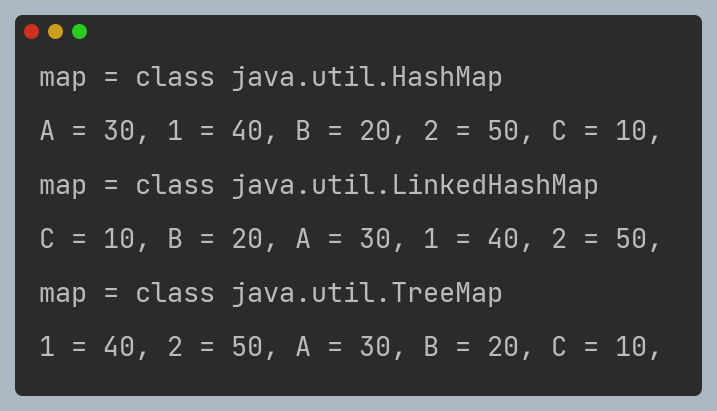 map = class java.util.HashMap
A = 30, 1 = 40, B = 20, 2 = 50, C = 10,
map = class java.util.LinkedHashMap
C = 10, B = 20, A = 30, 1 = 40, 2 = 50,
map = class java.util.TreeMap
1 = 40, 2 = 50, A = 30, B = 20, C = 10,